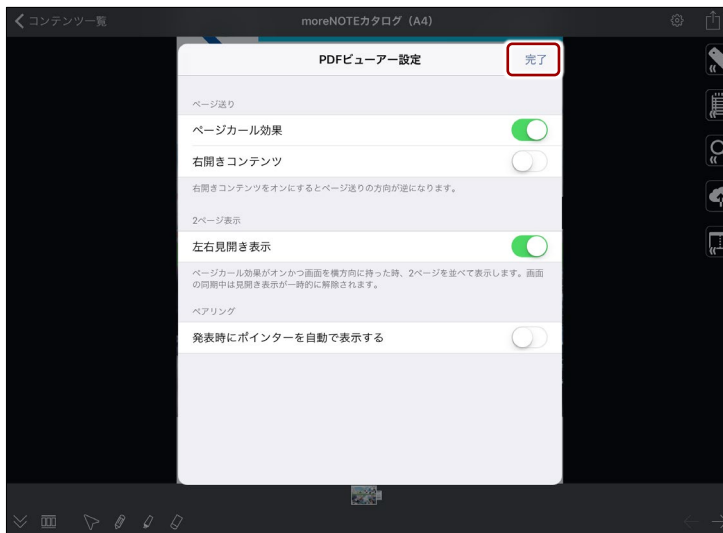 コンテンツ一覧
moreNOTEカタログ（A4）
PDFビューアー設定
完了
ページ送り
ページカール効果
右開きコンテンツ
右開きコンテンツをオンにするとページ送りの方向が逆になります。
2ページ表示
左右見開き表示
ページカール効果がオンかつ画面を横方向に持った時、2ページを並べて表示します。画面
の同期中は見開き表示が一時的に解除されます。
ペアリング
発表時にポインターを自動で表示する